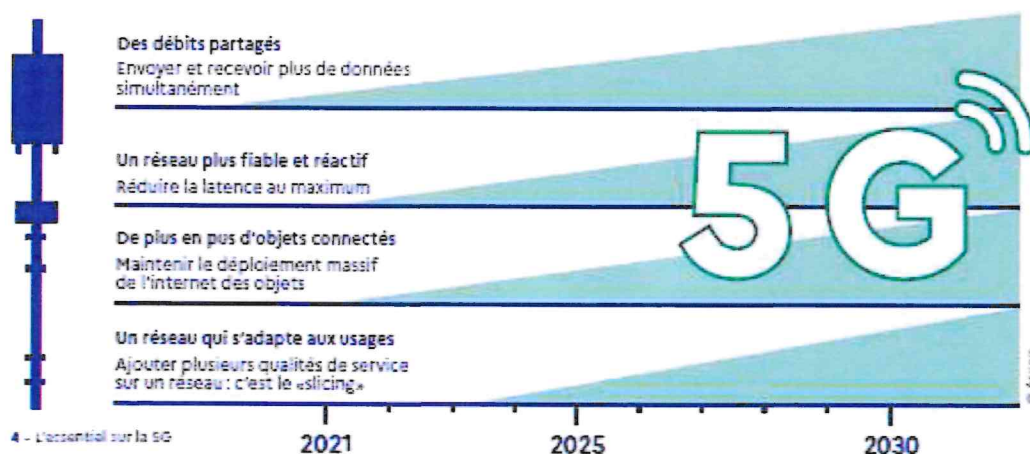 Des débits partagés
Envoyer et recevoir plus de données
simultanément
Un réseau plus fiable et réactif
Réduire la latence au maximum
5G
De plus en pus d'objets connectés
Maintenir le déploiement massif
de l'internet des objets
Un réseau qui s'adapte aux usages
Ajouter plusieurs qualités de service
sur un réseau : c'est le «slicing»
4 - L'essentiel sur la 5G
2021
2025
2030